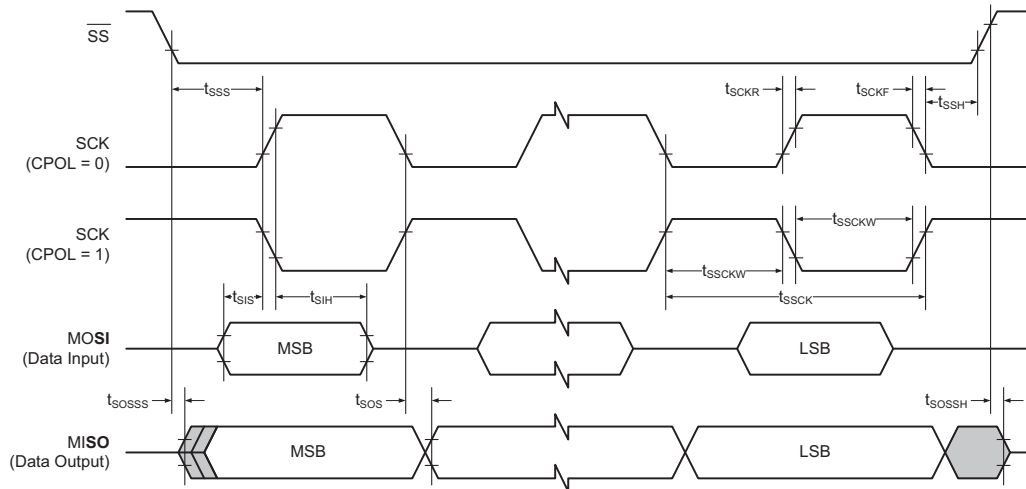 SS
tSSS
tSCKR
tSCKF
tSSH
SCK
(CPOL = 0)
SCK
(CPOL = 1)
tSSCKW
tSSCKW
tSSCK
tSIS
tSIH
MOSI
(Data Input)
MSB
LSB
tSOSSS
tSOS
tSOSSH
MISO
(Data Output)
MSB
LSB